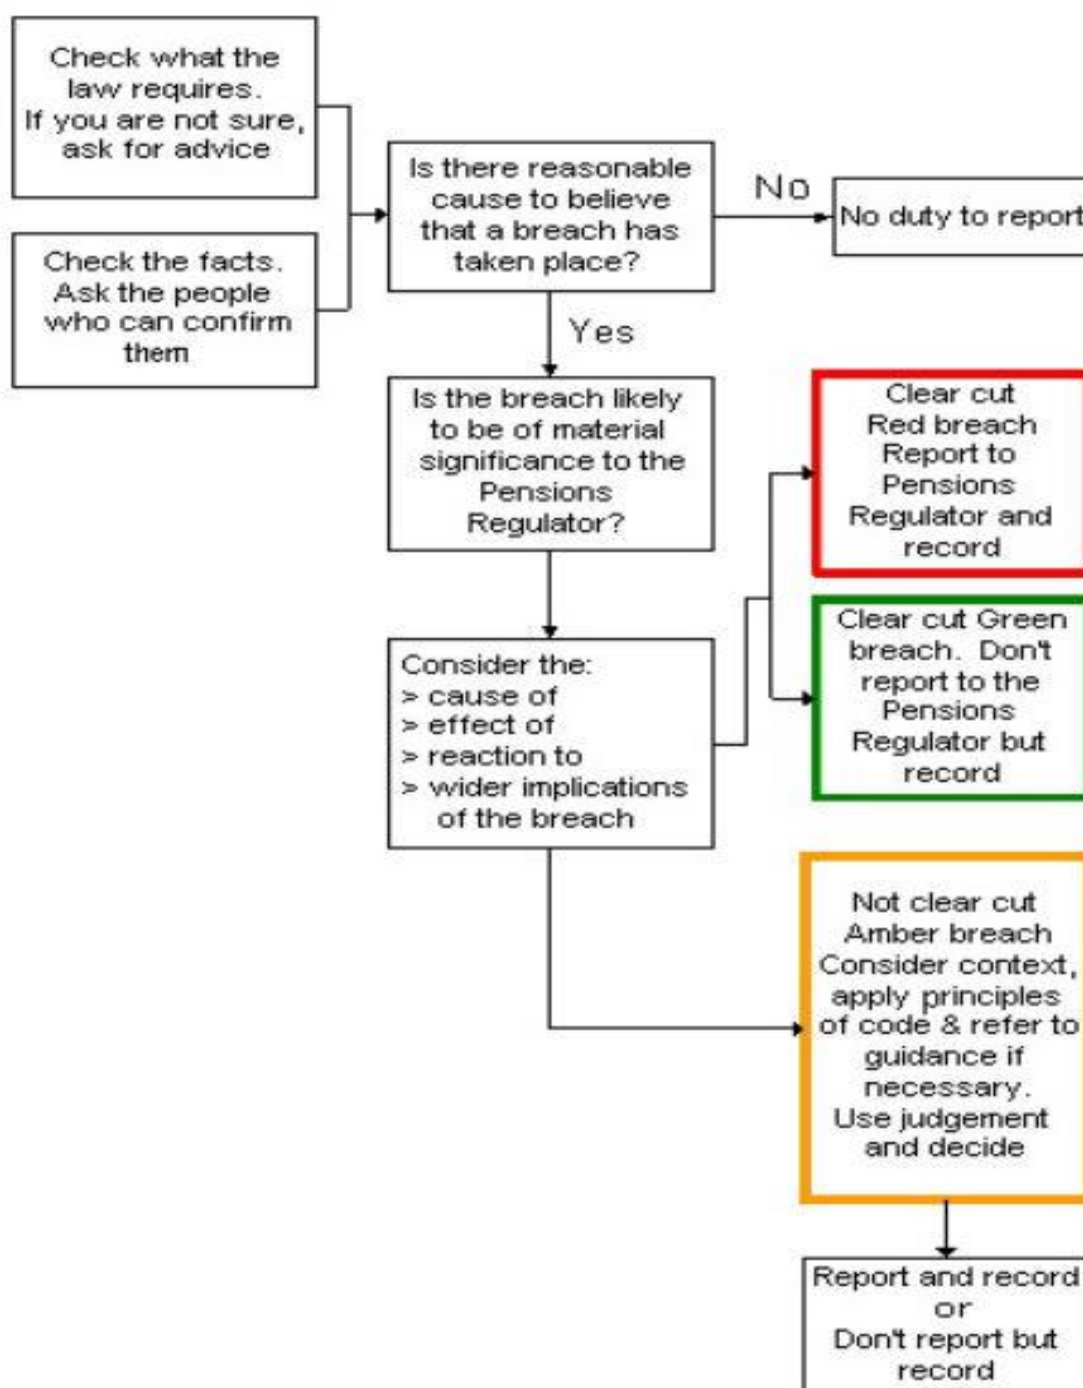 Check what the
law requires.
If you are not sure,
ask for advice
Check the facts.
Ask the people
who can confirm
them
Is there reasonable
cause to believe
that a breach has
taken place?
No
No duty to report
Yes
Is the breach likely
to be of material
significance to the
Pensions
Regulator?
Consider the:
> cause of
> effect of
> reaction to
> wider implications
of the breach
Clear cut
Red breach
Report to
Pensions
Regulator and
record
Clear cut Green
breach. Don't
report to the
Pensions
Regulator but
record
Not clear cut
Amber breach
Consider context,
apply principles
of code & refer to
guidance if
necessary.
Use judgement
and decide
Report and record
or
Don't report but
record